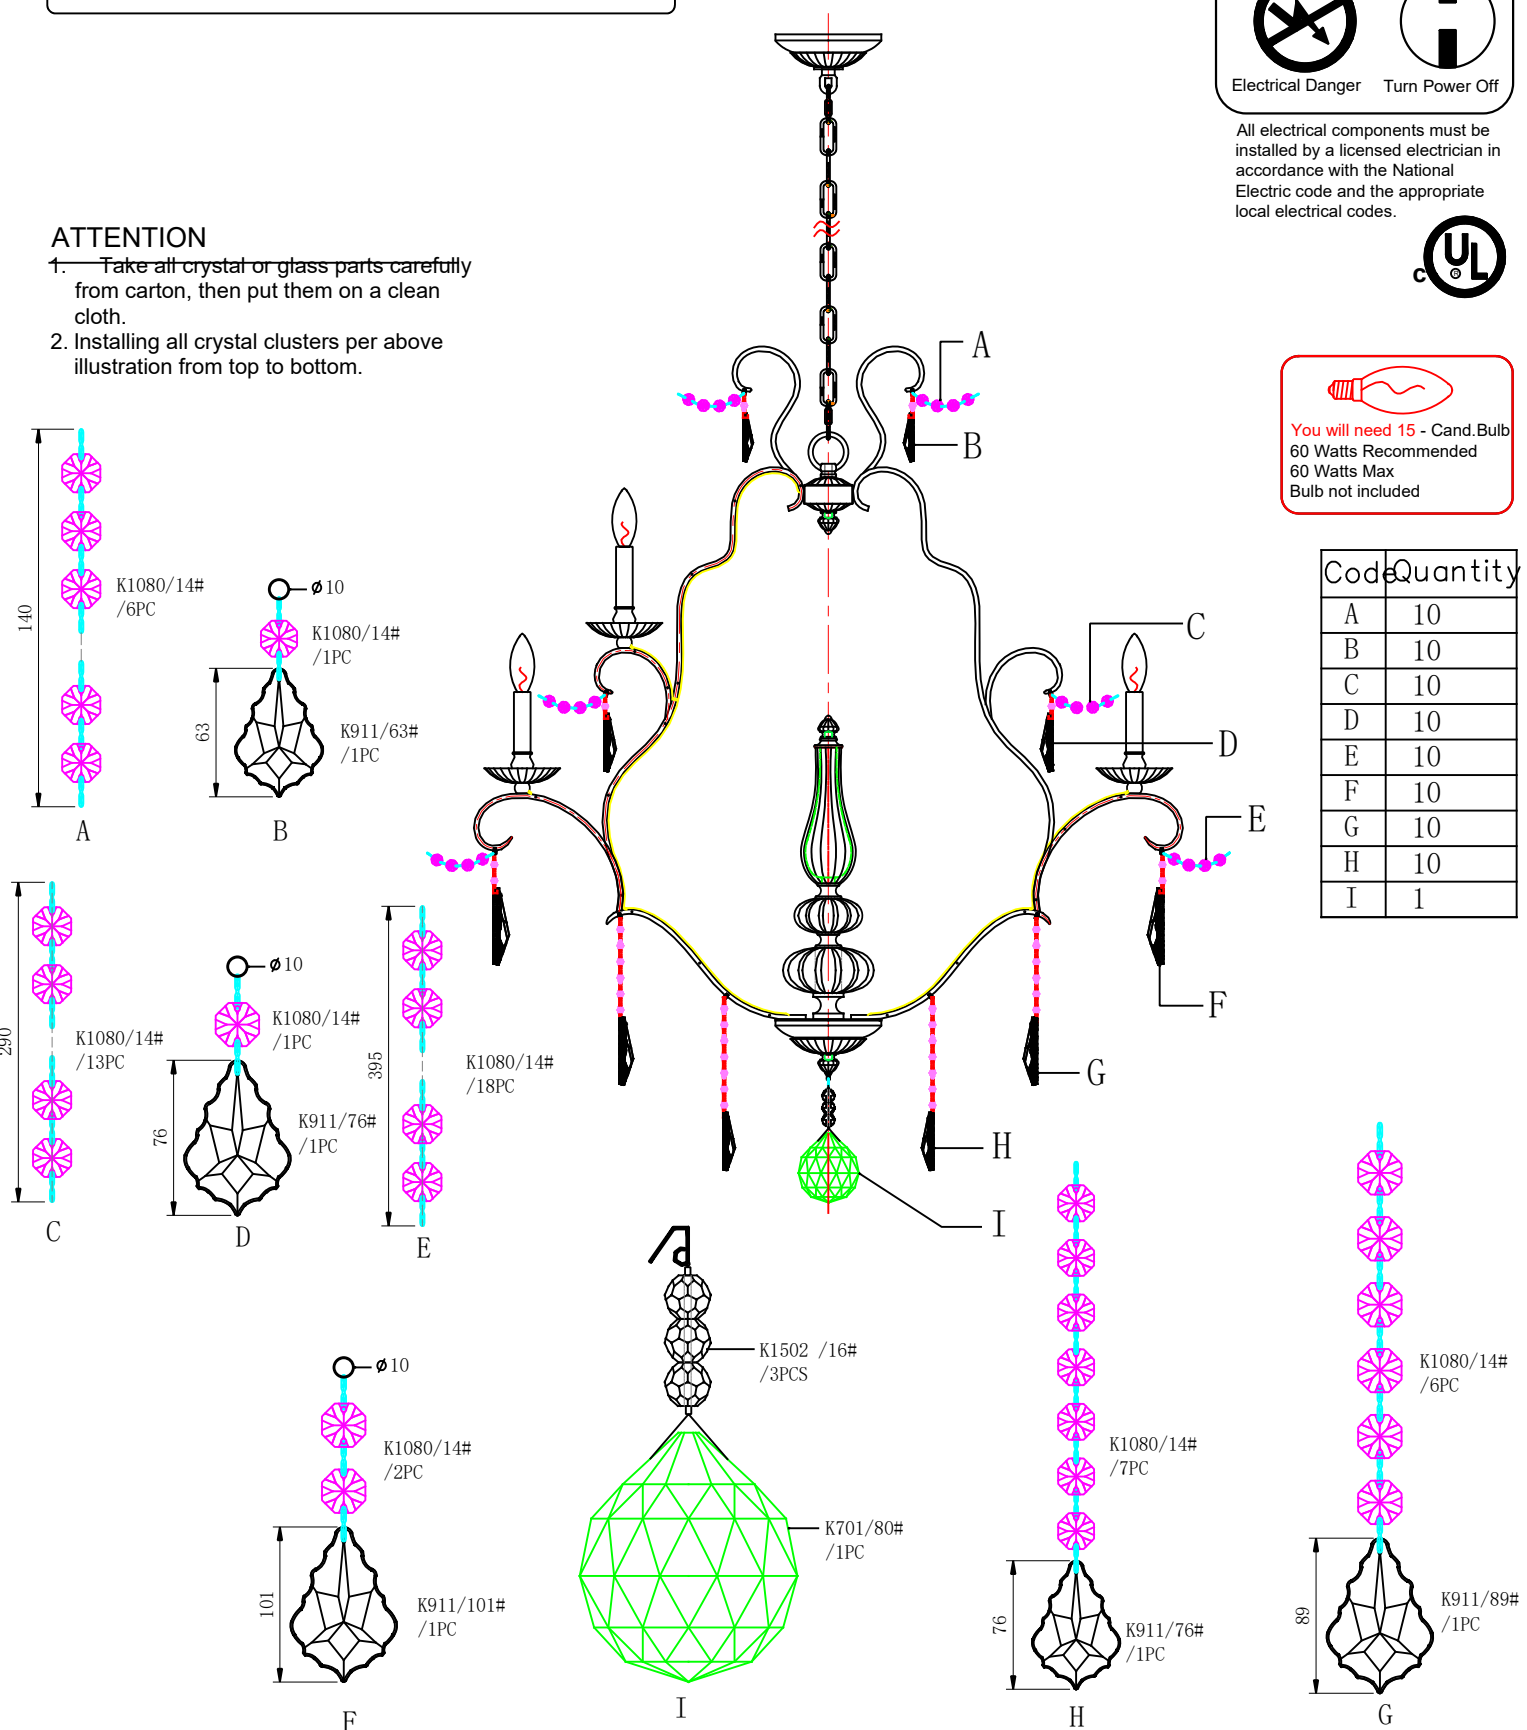 Electrical Danger Turn Power Off
All electrical components must be
installed by a licensed electrician in
accordance with the National
Electric code and the appropriate
local electrical codes.
c UL ®
ATTENTION
1. Take all crystal or glass parts carefully
from carton, then put them on a clean
cloth.
2. Installing all crystal clusters per above
illustration from top to bottom.
You will need 15 - Cand.Bulb
60 Watts Recommended
60 Watts Max
Bulb not included
Code Quantity
A 10
B 10
C 10
D 10
E 10
F 10
G 10
H 10
I 1
A
B
C
D
E
F
G
H
I
140
K1080/14#
/6PC
A
ø10
K1080/14#
/1PC
63
K911/63#
/1PC
B
290
K1080/14#
/13PC
C
ø10
K1080/14#
/1PC
76
K911/76#
/1PC
D
395
K1080/14#
/18PC
E
ø10
K1080/14#
/2PC
101
K911/101#
/1PC
F
K1502 /16#
/3PCS
K701/80#
/1PC
I
K1080/14#
/7PC
76
K911/76#
/1PC
H
K1080/14#
/6PC
89
K911/89#
/1PC
G